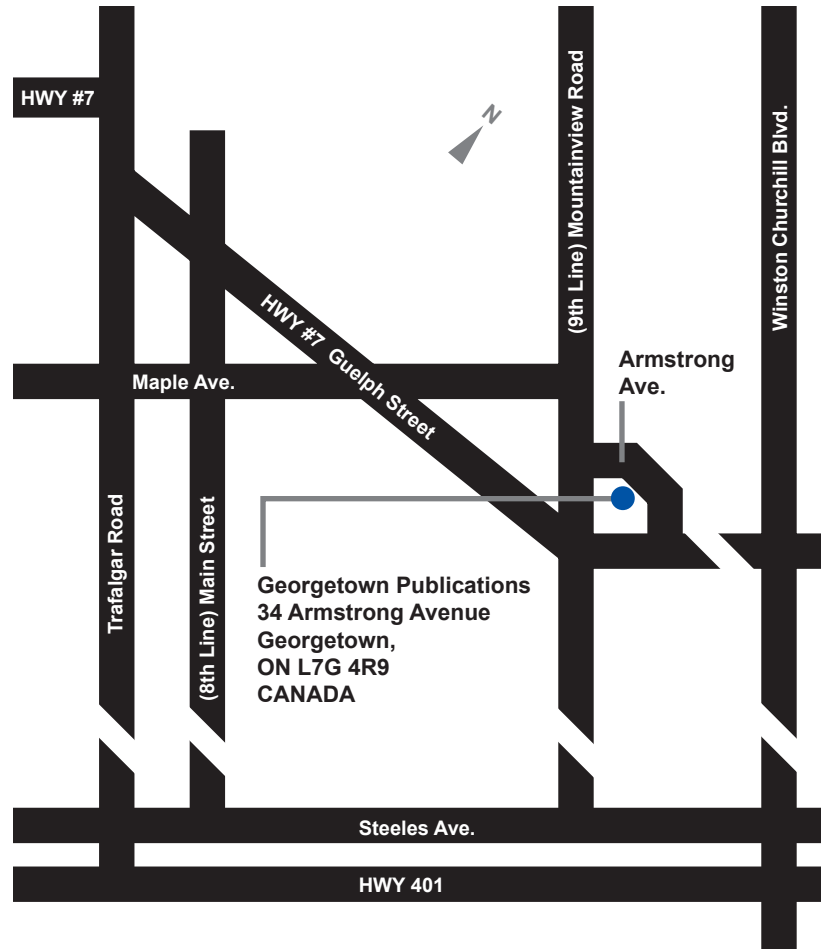 HWY #7
N
(9th Line) Mountainview Road
Winston Churchill Blvd.
HWY #7 Guelph Street
Armstrong
Ave.
Maple Ave.
Trafalgar Road
(8th Line) Main Street
Georgetown Publications
34 Armstrong Avenue
Georgetown,
ON L7G 4R9
CANADA
Steeles Ave.
HWY 401